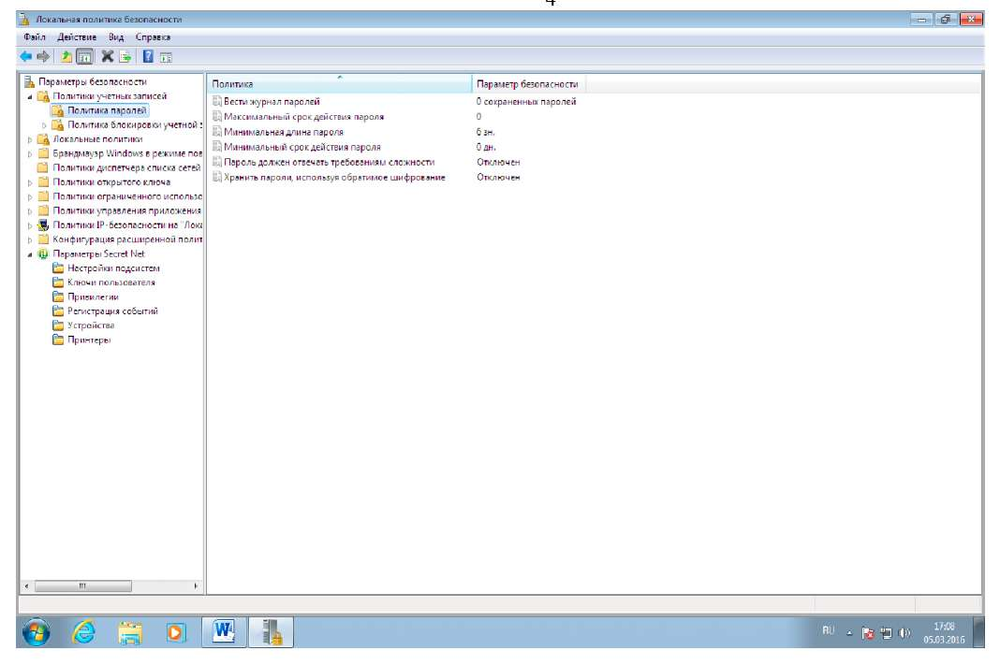 4
Локальная политика безопасности
Файл Действие Вид Справка
Параметры безопасности
Политики учетных записей
Политика паролей
Политика блокировки учетной з
Локальные политики
Брандмауэр Windows в режиме пов
Политики диспетчера списка сетей
Политики открытого ключа
Политики ограниченного использо
Политики управления приложения
Политики IP-безопасности на "Лока
Конфигурация расширенной полит
Параметры Secret Net
Настройки подсистем
Ключи пользователя
Привилегии
Регистрация событий
Устройства
Принтеры
Политика Параметр безопасности
Вести журнал паролей 0 сохраненных паролей
Максимальный срок действия пароля 0
Минимальная длина пароля 6 зн.
Минимальный срок действия пароля 0 дн.
Пароль должен отвечать требованиям сложности Отключен
Хранить пароли, используя обратимое шифрование Отключен
RU
17:08
05.03.2016